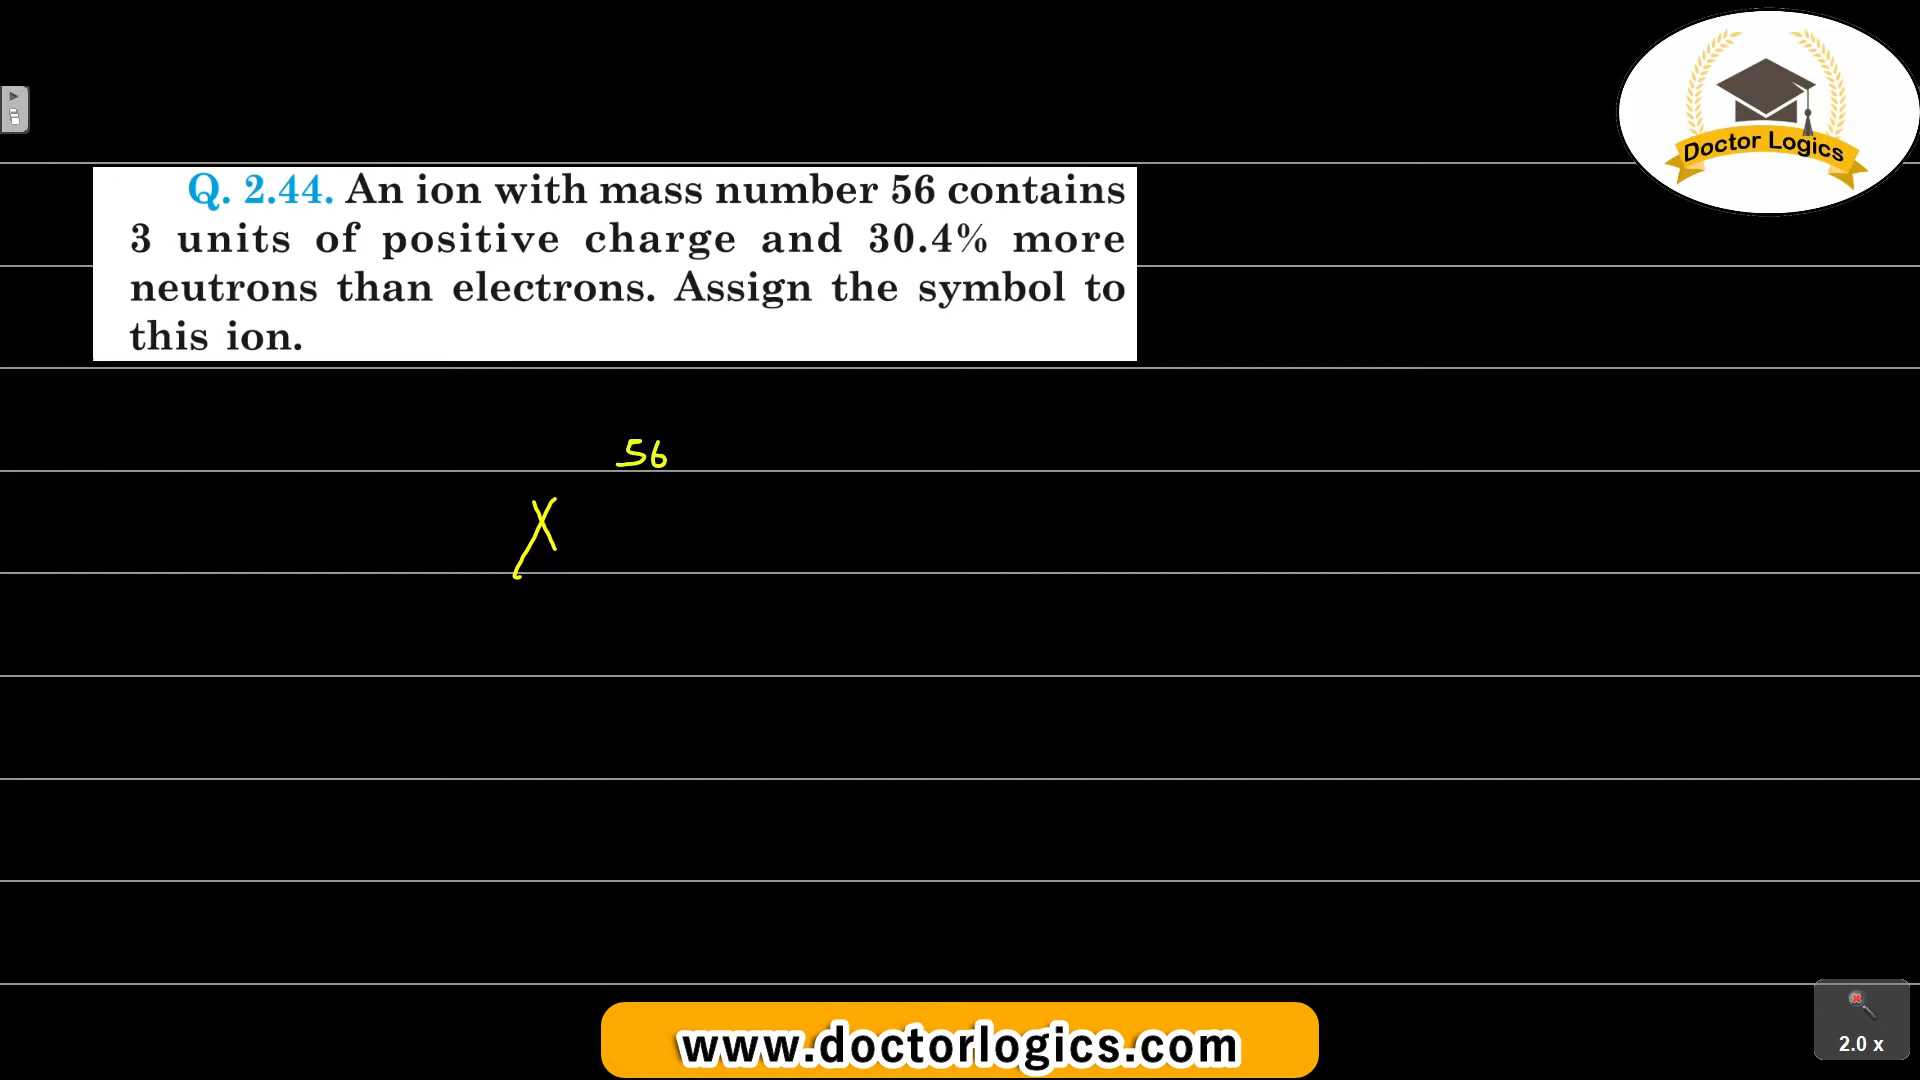 Doctor Logics
Q. 2.44. An ion with mass number 56 contains
3 units of positive charge and 30.4% more
neutrons than electrons. Assign the symbol to
this ion.
56
X
www.doctorlogics.com
2.0 x